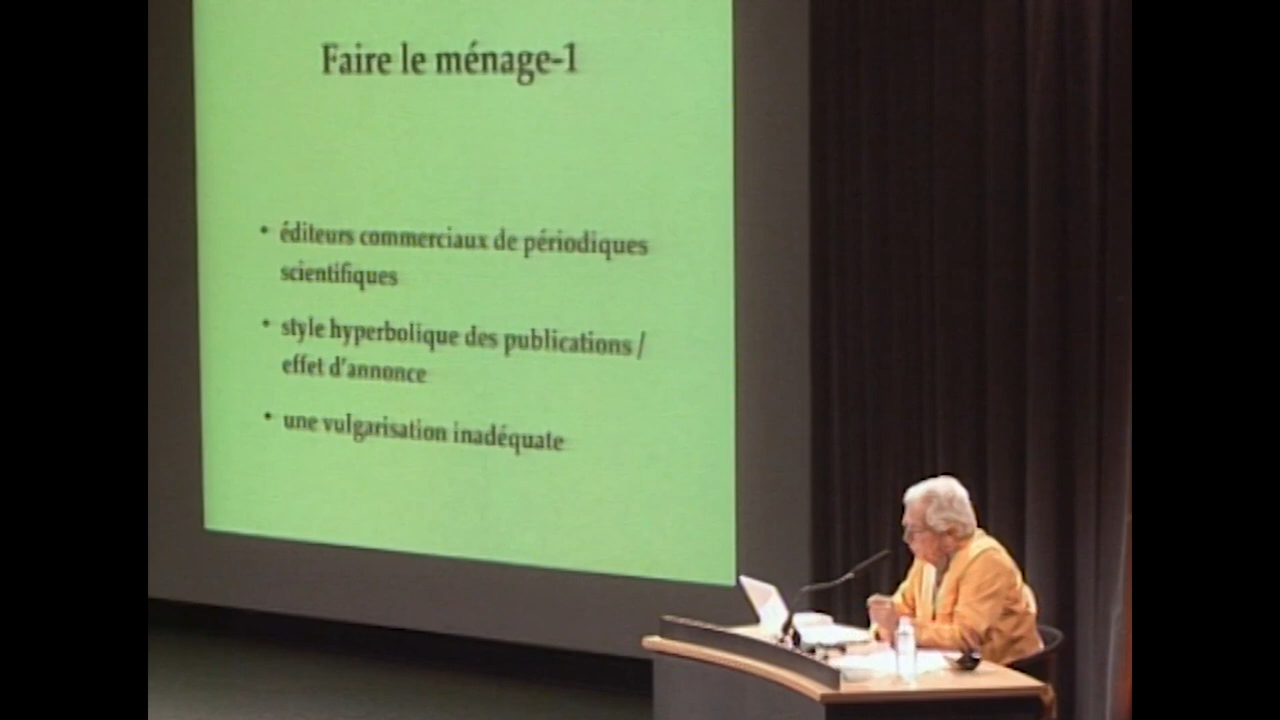 Faire le ménage-1
• éditeurs commerciaux de périodiques
scientifiques
• style hyperbolique des publications /
effet d'annonce
• une vulgarisation inadéquate